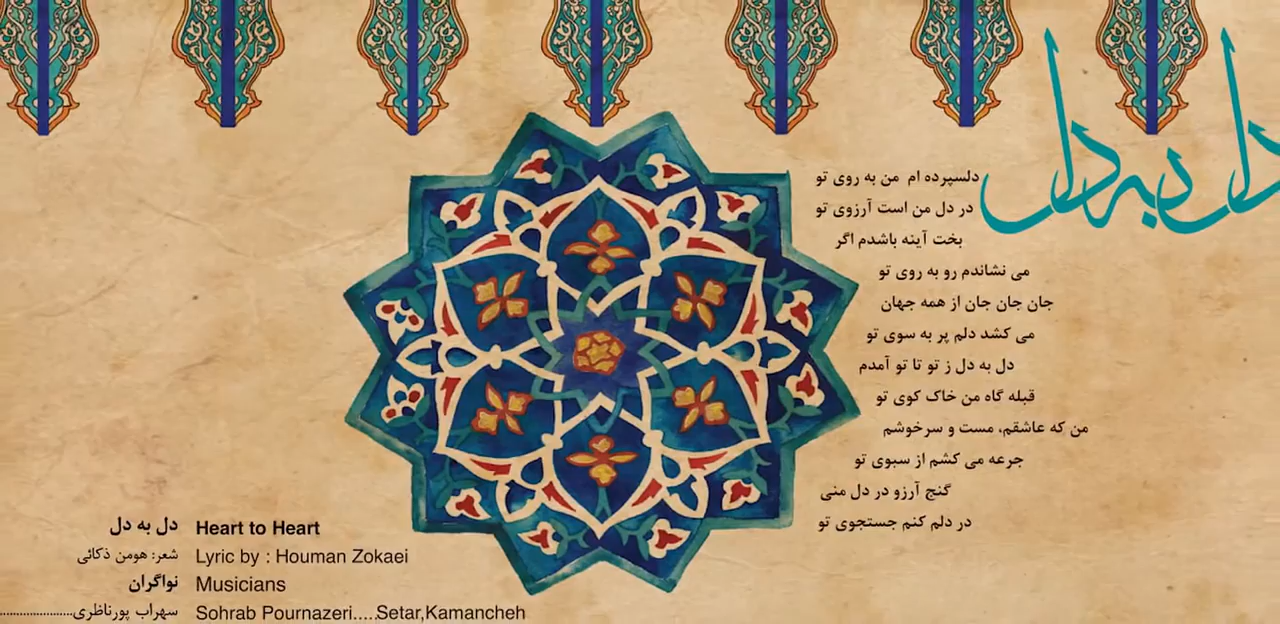 دل به دل
دلسپرده ام من به روی تو
در دل من است آرزوی تو
بخت آینه باشدم اگر
می نشاندم رو به روی تو
جان جان جان از همه جهان
می کشد دلم پر به سوی تو
دل به دل ز تو تا تو آمدم
قبله گاه من خاک کوی تو
من که عاشقم، مست و سرخوشم
جرعه می کشم از سبوی تو
گنج آرزو در دل منی
در دلم کنم جستجوی تو
دل به دل Heart to Heart
شعر: هومن ذکائی Lyric by : Houman Zokaei
نواگران Musicians
سهراب پورناظری...................... Sohrab Pournazeri.....Setar,Kamancheh